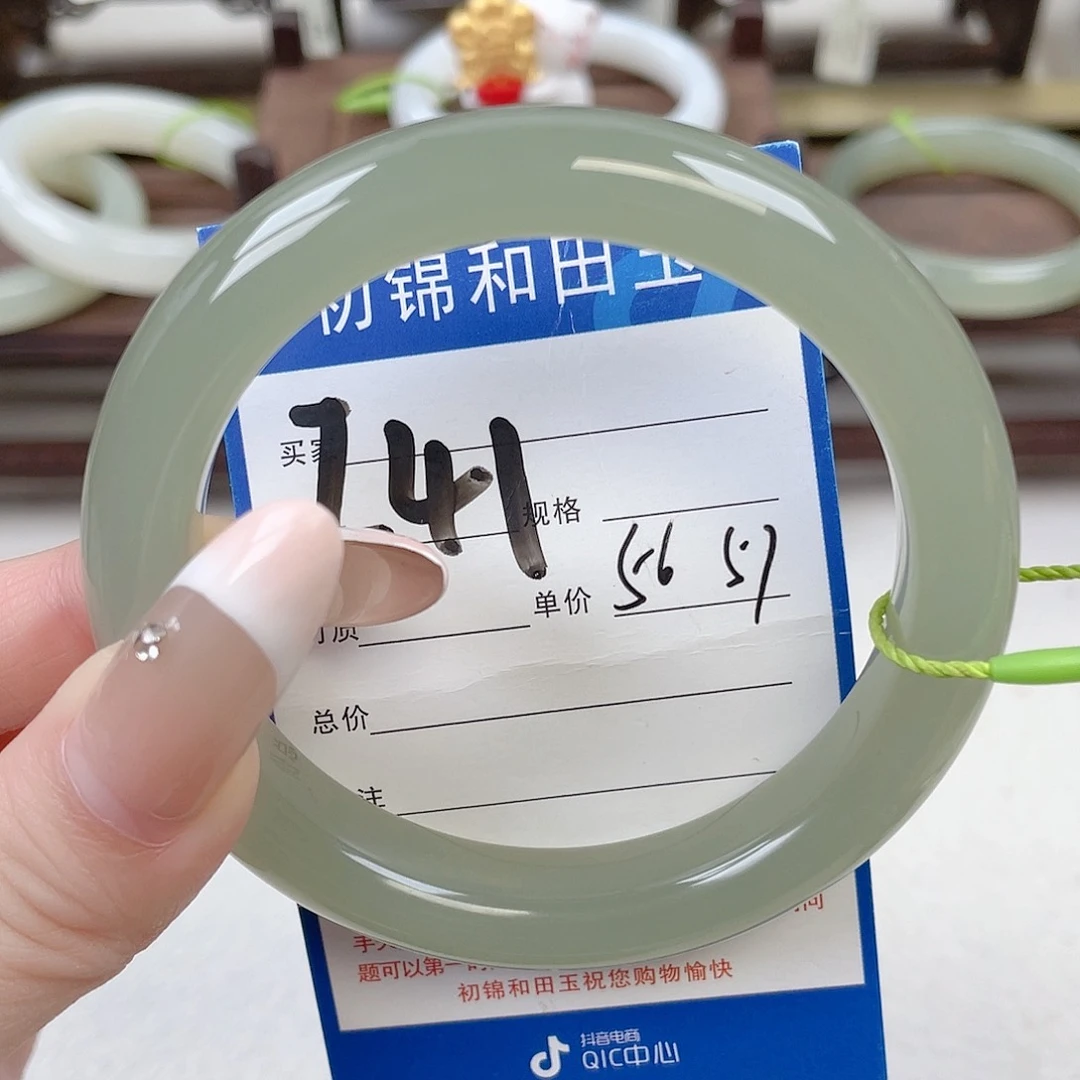 初锦和田玉
买家
741
规格
56 57
单价
质
总价
注
题可以第一时
初锦和田玉祝您购物愉快
抖音电商
QIC中心